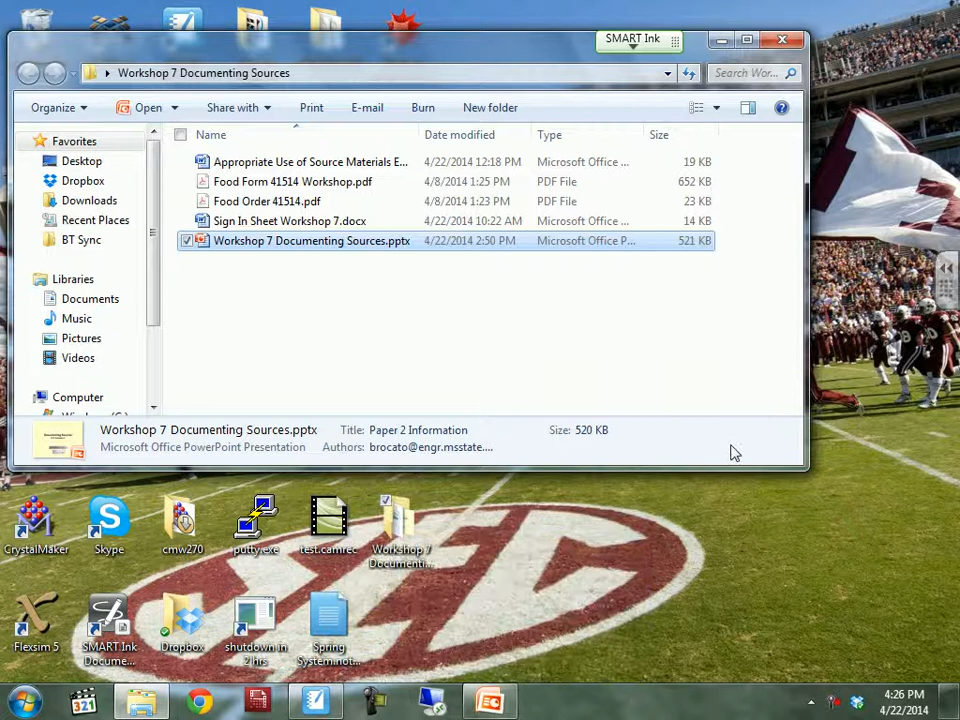 SMART Ink
Workshop 7 Documenting Sources
Search Wor...
Organize Open Share with Print E-mail Burn New folder
Favorites
Desktop
Dropbox
Downloads
Recent Places
BT Sync
Libraries
Documents
Music
Pictures
Videos
Computer
Name Date modified Type Size
Appropriate Use of Source Materials E... 4/22/2014 12:18 PM Microsoft Office ... 19 KB
Food Form 41514 Workshop.pdf 4/8/2014 1:25 PM PDF File 652 KB
Food Order 41514.pdf 4/8/2014 1:23 PM PDF File 23 KB
Sign In Sheet Workshop 7.docx 4/22/2014 10:22 AM Microsoft Office ... 14 KB
Workshop 7 Documenting Sources.pptx 4/22/2014 2:50 PM Microsoft Office P... 521 KB
Workshop 7 Documenting Sources.pptx Title: Paper 2 Information Size: 520 KB
Microsoft Office PowerPoint Presentation Authors: brocato@engr.msstate....
CrystalMaker
Skype
cmw270
putty.exe
test.camrec
Workshop 7
Documenti...
Flexsim 5
SMART Ink
Docume...
Dropbox
shutdown in
2 hrs
Spring
System.not...
SEC
321
4:26 PM
4/22/2014